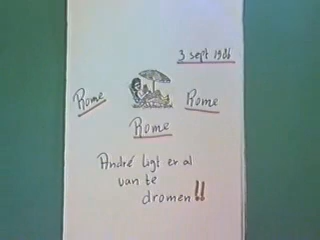 3 sept 1986
Rome
Rome
Rome
André ligt er al
van te
dromen!!